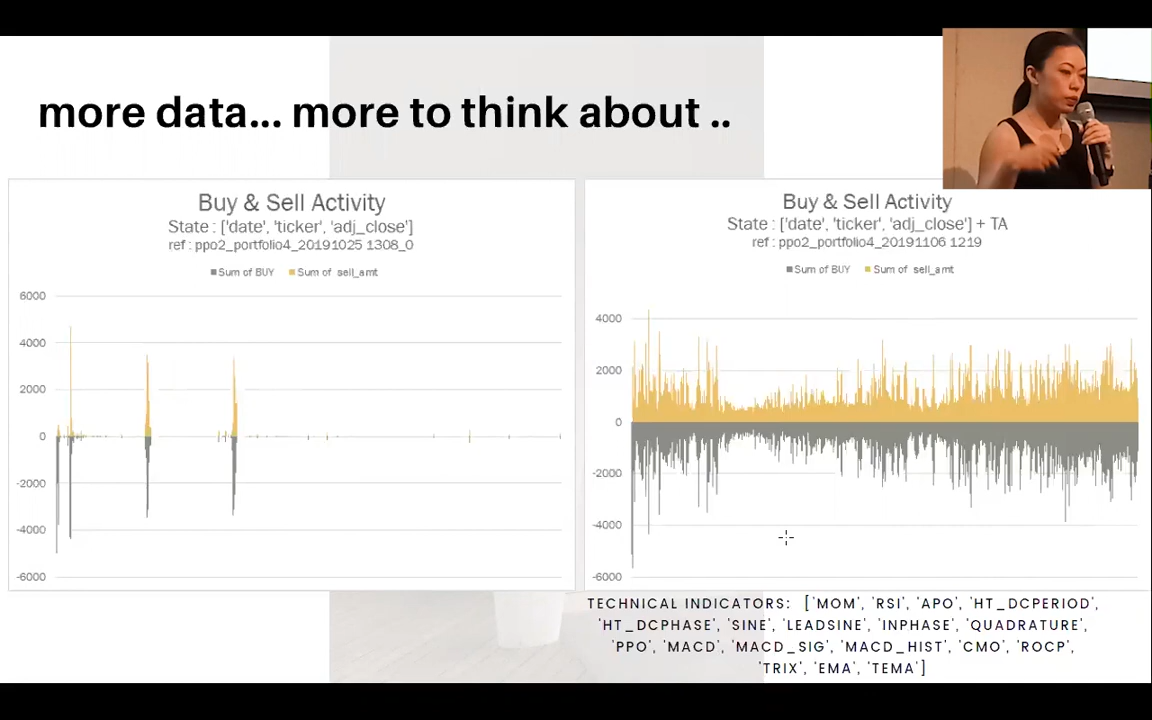 more data... more to think about ..
Buy & Sell Activity
State : ['date', 'ticker', 'adj_close']
ref : ppo2_portfolio4_20191025 1308_0
Sum of BUY Sum of sell_amt
6000
4000
2000
0
-2000
-4000
-6000
Buy & Sell Activity
State : ['date', 'ticker', 'adj_close'] + TA
ref : ppo2_portfolio4_20191106 1219
Sum of BUY Sum of sell_amt
4000
2000
0
-2000
-4000
-6000
TECHNICAL INDICATORS: ['MOM', 'RSI', 'APO', 'HT_DCPERIOD',
'HT_DCPHASE', 'SINE', 'LEADSINE', 'INPHASE', 'QUADRATURE',
'PPO', 'MACD', 'MACD_SIG', 'MACD_HIST', 'CMO', 'ROCP',
'TRIX', 'EMA', 'TEMA']